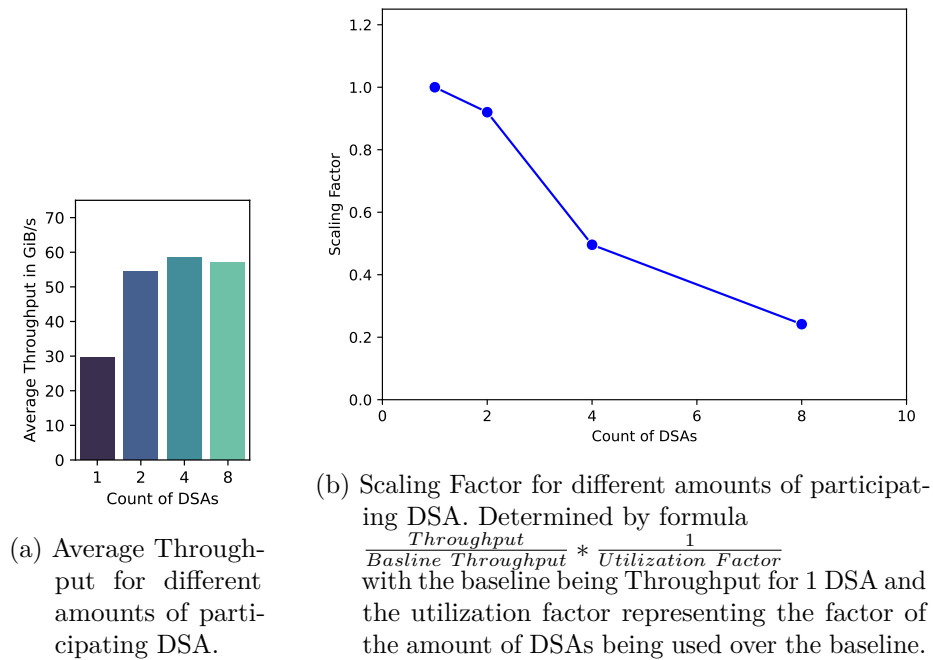 70
60
50
40
30
20
10
0
Average Throughput in GiB/s
1 2 4 8
Count of DSAs
(a) Average Through-
put for different
amounts of parti-
cipating DSA.
1.2
1.0
0.8
0.6
0.4
0.2
0.0
Scaling Factor
0 2 4 6 8 10
Count of DSAs
(b) Scaling Factor for different amounts of participat-
ing DSA. Determined by formula
Throughput / Basline Throughput * 1 / Utilization Factor
with the baseline being Throughput for 1 DSA and
the utilization factor representing the factor of
the amount of DSAs being used over the baseline.